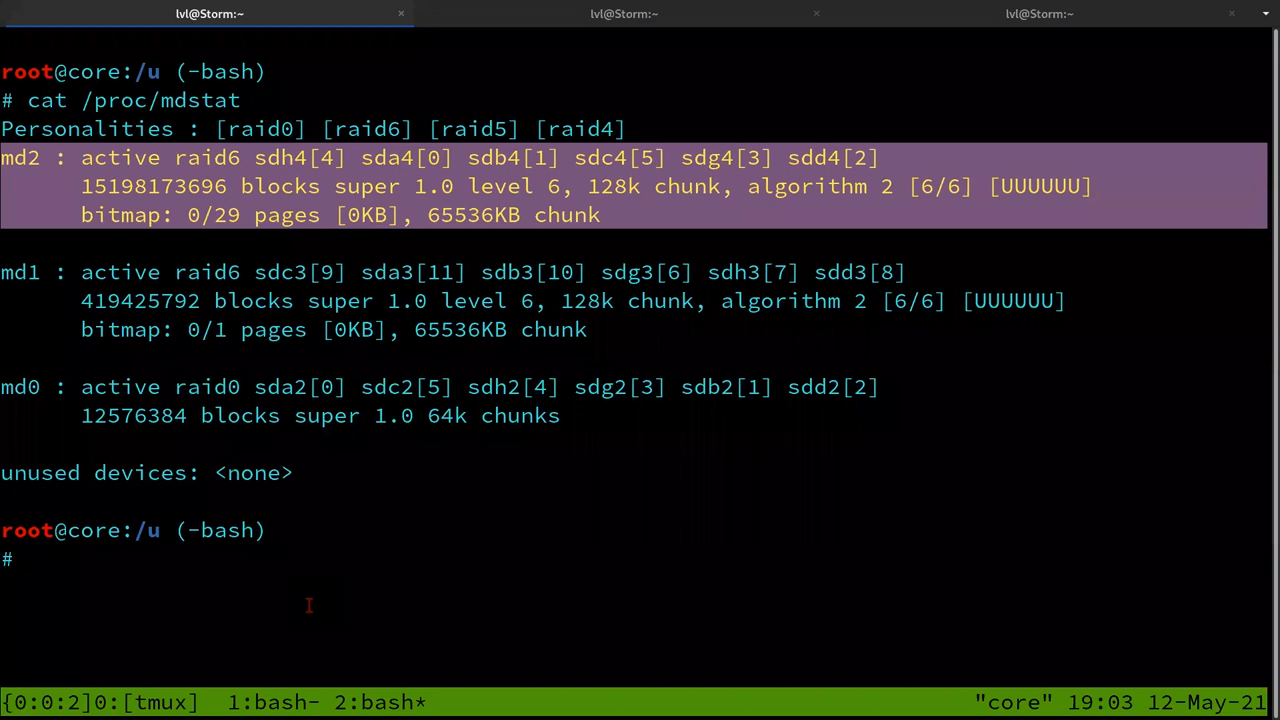 lvl@Storm:~ × lvl@Storm:~ × lvl@Storm:~ ×
root@core:/u (-bash)
# cat /proc/mdstat
Personalities : [raid0] [raid6] [raid5] [raid4]
md2 : active raid6 sdh4[4] sda4[0] sdb4[1] sdc4[5] sdg4[3] sdd4[2]
15198173696 blocks super 1.0 level 6, 128k chunk, algorithm 2 [6/6] [UUUUUU]
bitmap: 0/29 pages [0KB], 65536KB chunk
md1 : active raid6 sdc3[9] sda3[11] sdb3[10] sdg3[6] sdh3[7] sdd3[8]
419425792 blocks super 1.0 level 6, 128k chunk, algorithm 2 [6/6] [UUUUUU]
bitmap: 0/1 pages [0KB], 65536KB chunk
md0 : active raid0 sda2[0] sdc2[5] sdh2[4] sdg2[3] sdb2[1] sdd2[2]
12576384 blocks super 1.0 64k chunks
unused devices: <none>
root@core:/u (-bash)
#
{0:0:2}0:[tmux] 1:bash- 2:bash* "core" 19:03 12-May-21